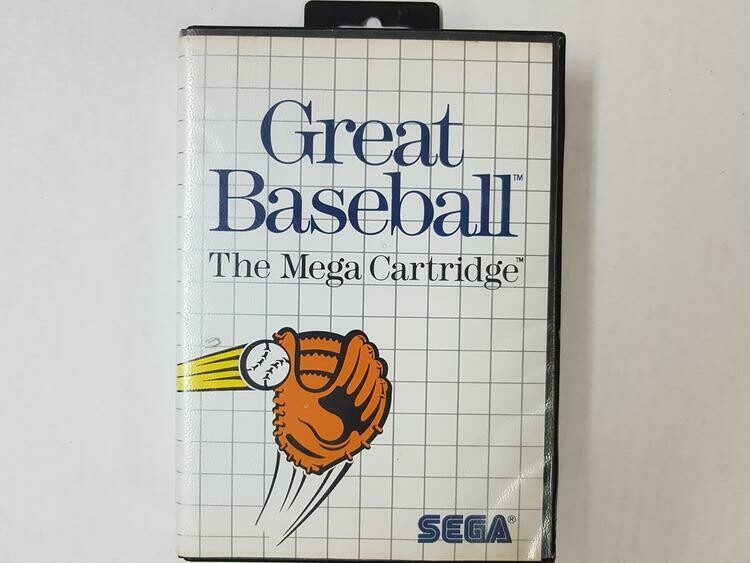 Great
Baseball™
The Mega Cartridge™
SEGA®